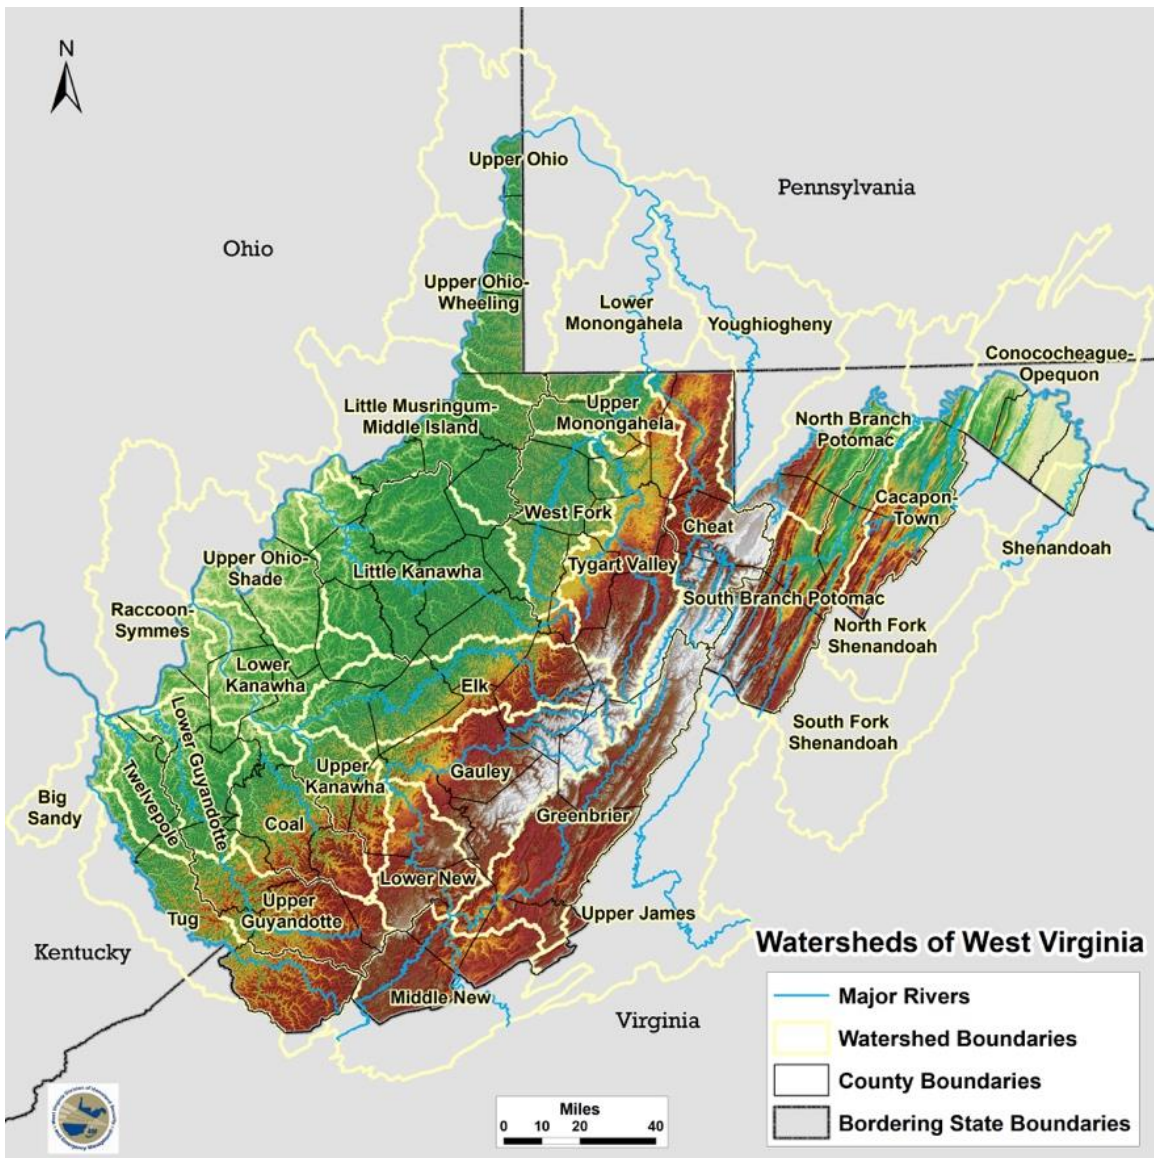 N
Upper Ohio
Pennsylvania
Ohio
Upper Ohio-
Wheeling
Lower
Monongahela
Youghiogheny
Conococheague-
Opequon
Little Musringum-
Middle Island
Upper
Monongahela
North Branch
Potomac
Cacapon-
Town
West Fork
Cheat
Shenandoah
Upper Ohio-
Shade
Little Kanawha
Tygart Valley
South Branch Potomac
Raccoon-
Symmes
North Fork
Shenandoah
Lower
Kanawha
Elk
South Fork
Shenandoah
Lower Guyandotte
Twelvepole
Upper
Kanawha
Gauley
Big
Sandy
Coal
Greenbrier
Lower New
Upper
Guyandotte
Tug
Upper James
Kentucky
Middle New
Virginia
Watersheds of West Virginia
Major Rivers
Watershed Boundaries
County Boundaries
Bordering State Boundaries
Miles
0 10 20 40